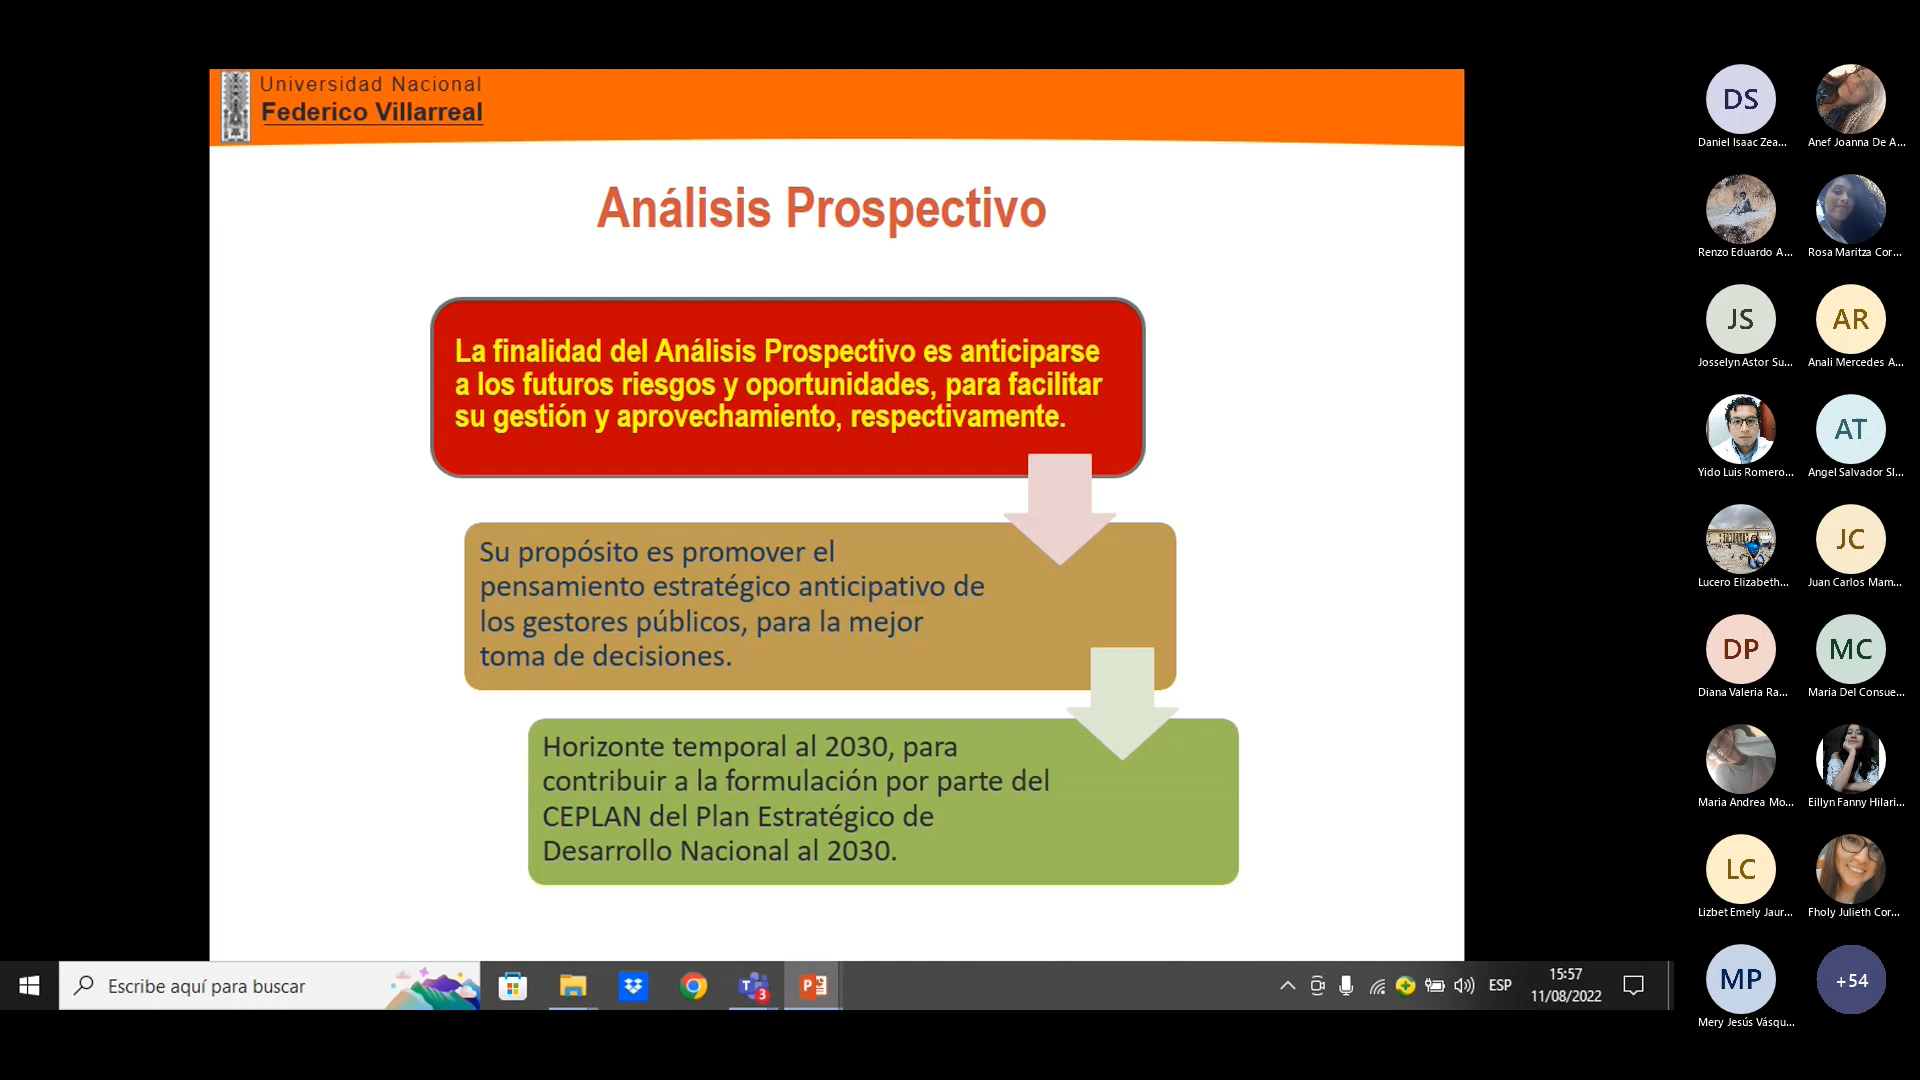 Universidad Nacional
Federico Villarreal
Análisis Prospectivo
La finalidad del Análisis Prospectivo es anticiparse
a los futuros riesgos y oportunidades, para facilitar
su gestión y aprovechamiento, respectivamente.
Su propósito es promover el
pensamiento estratégico anticipativo de
los gestores públicos, para la mejor
toma de decisiones.
Horizonte temporal al 2030, para
contribuir a la formulación por parte del
CEPLAN del Plan Estratégico de
Desarrollo Nacional al 2030.
Escribe aquí para buscar
3
ESP
15:57
11/08/2022
DS
Daniel Isaac Zea...
Anef Joanna De A...
Renzo Eduardo A...
Rosa Maritza Cor...
JS
AR
Josselyn Astor Su...
Anali Mercedes A...
AT
Yido Luis Romero...
Angel Salvador Sl...
JC
Lucero Elizabeth...
Juan Carlos Mam...
DP
MC
Diana Valeria Ra...
Maria Del Consue...
Maria Andrea Mo...
Eillyn Fanny Hilari...
LC
Lizbet Emely Jaur...
Fholy Julieth Cor...
MP
+54
Mery Jesús Vásqu...